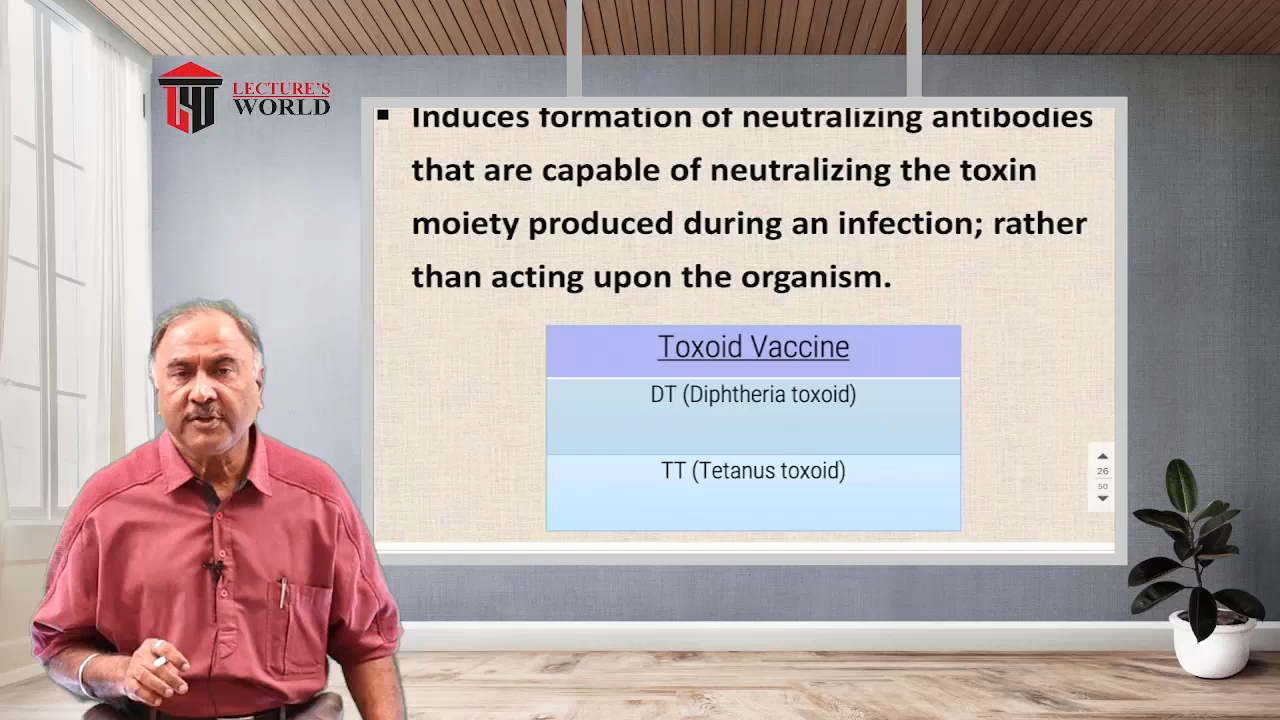 LECTURE'S
WORLD
▪ Induces formation of neutralizing antibodies
that are capable of neutralizing the toxin
moiety produced during an infection; rather
than acting upon the organism.
Toxoid Vaccine
DT (Diphtheria toxoid)
TT (Tetanus toxoid)
26
50